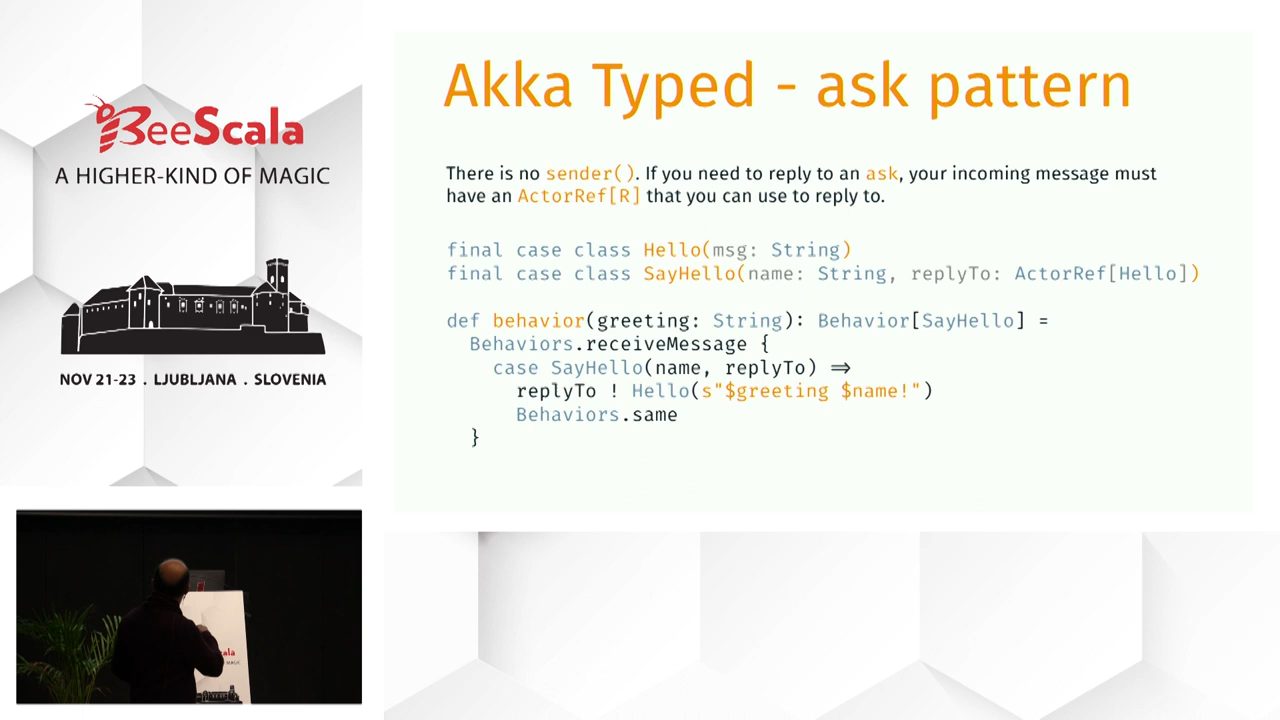 BeeScala
A HIGHER-KIND OF MAGIC
NOV 21-23 . LJUBLJANA . SLOVENIA
Akka Typed - ask pattern
There is no sender(). If you need to reply to an ask, your incoming message must
have an ActorRef[R] that you can use to reply to.
final case class Hello(msg: String)
final case class SayHello(name: String, replyTo: ActorRef[Hello])
def behavior(greeting: String): Behavior[SayHello] =
Behaviors.receiveMessage {
case SayHello(name, replyTo) ⇒
replyTo ! Hello(s"$greeting $name!")
Behaviors.same
}
ala
OF MAGIC